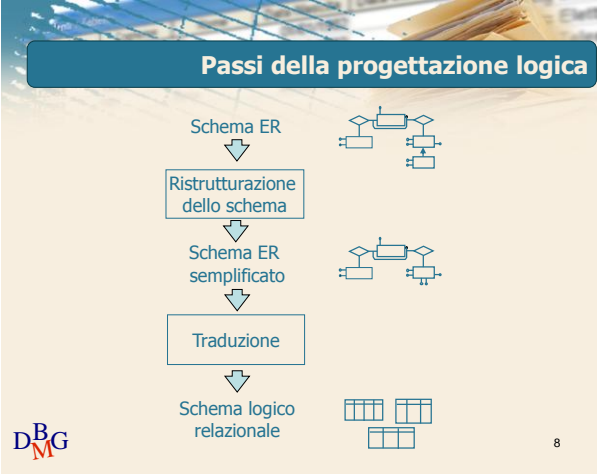 Passi della progettazione logica
Schema ER
Ristrutturazione
dello schema
Schema ER
semplificato
Traduzione
Schema logico
relazionale
DBMG
8